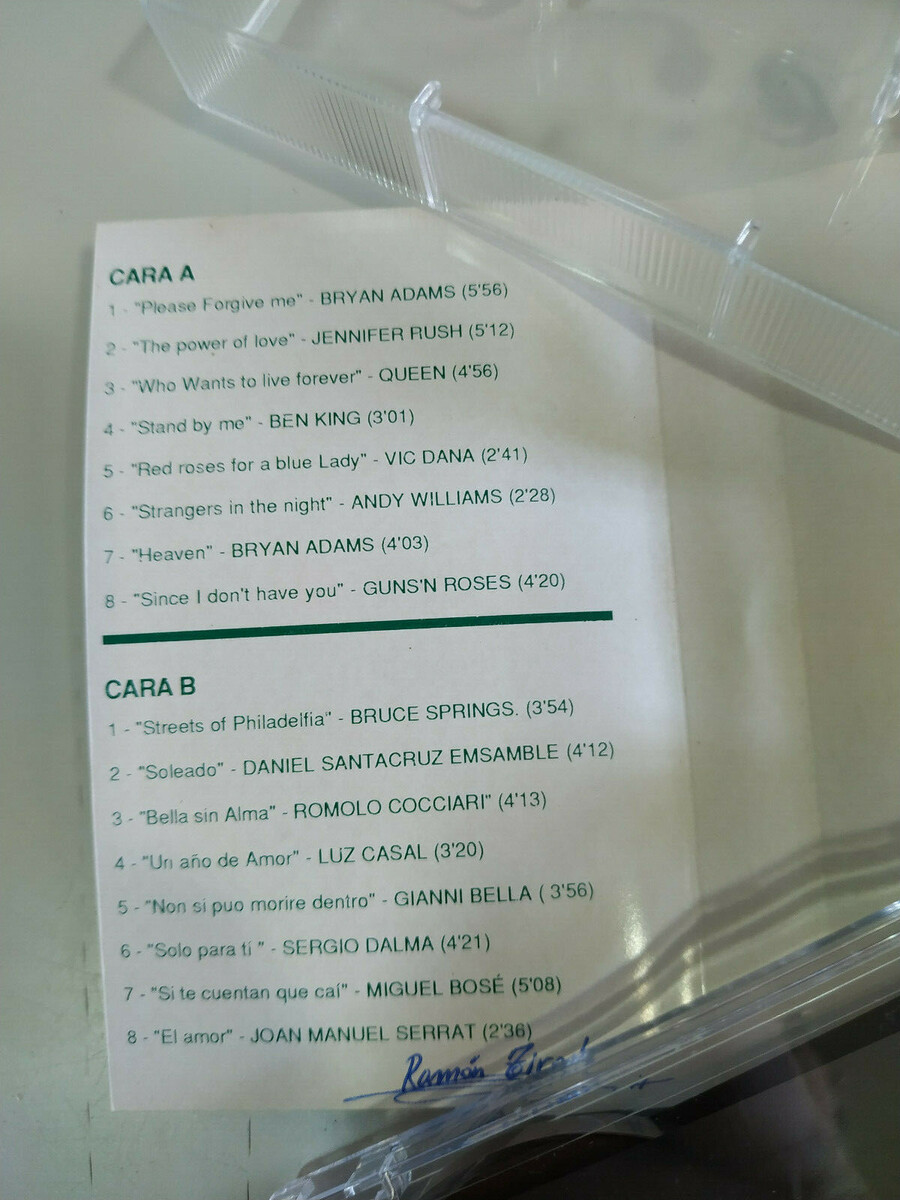 CARA A
1 - "Please Forgive me" - BRYAN ADAMS (5'56)
2 - "The power of love" - JENNIFER RUSH (5'12)
3 - "Who Wants to live forever" - QUEEN (4'56)
4 - "Stand by me" - BEN KING (3'01)
5 - "Red roses for a blue Lady" - VIC DANA (2'41)
6 - "Strangers in the night" - ANDY WILLIAMS (2'28)
7 - "Heaven" - BRYAN ADAMS (4'03)
8 - "Since I don't have you" - GUNS'N ROSES (4'20)
CARA B
1 - "Streets of Philadelfia" - BRUCE SPRINGS. (3'54)
2 - "Soleado" - DANIEL SANTACRUZ EMSAMBLE (4'12)
3 - "Bella sin Alma" - ROMOLO COCCIARI" (4'13)
4 - "Un año de Amor" - LUZ CASAL (3'20)
5 - "Non si puo morire dentro" - GIANNI BELLA ( 3'56)
6 - "Solo para ti " - SERGIO DALMA (4'21)
7 - "Si te cuentan que caí" - MIGUEL BOSÉ (5'08)
8 - "El amor" - JOAN MANUEL SERRAT (2'36)
Ramón